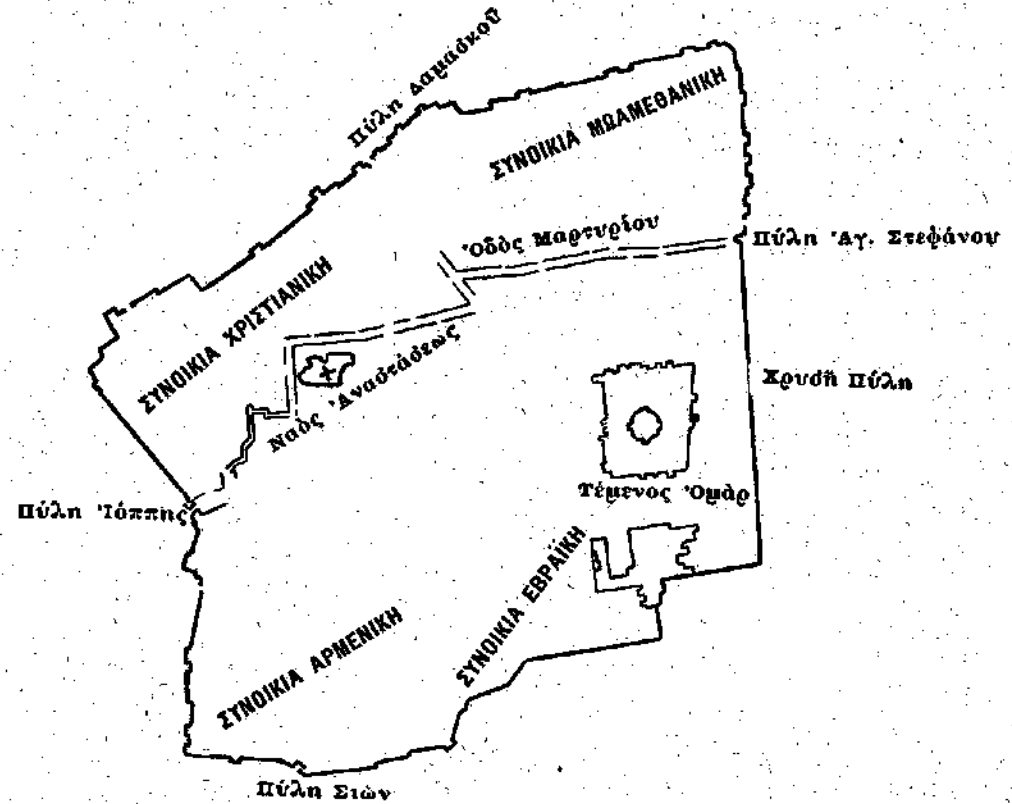 Πύλη Δαμάσκοῦ
ΣΥΝΟΙΚΙΑ ΜΩΑΜΕΘΑΝΙΚΗ
Ὁδὸς Μαρτυρίου
Πύλη Ἁγ. Στεφάνου
ΣΥΝΟΙΚΙΑ ΧΡΙΣΤΙΑΝΙΚΗ
Ναὸς Ἀναστάσεως
Χρυσῆ Πύλη
Τέμενος Ὀμὰρ
Πύλη Ἰόππης
ΣΥΝΟΙΚΙΑ ΕΒΡΑΪΚΗ
ΣΥΝΟΙΚΙΑ ΑΡΜΕΝΙΚΗ
Πύλη Σιὼν